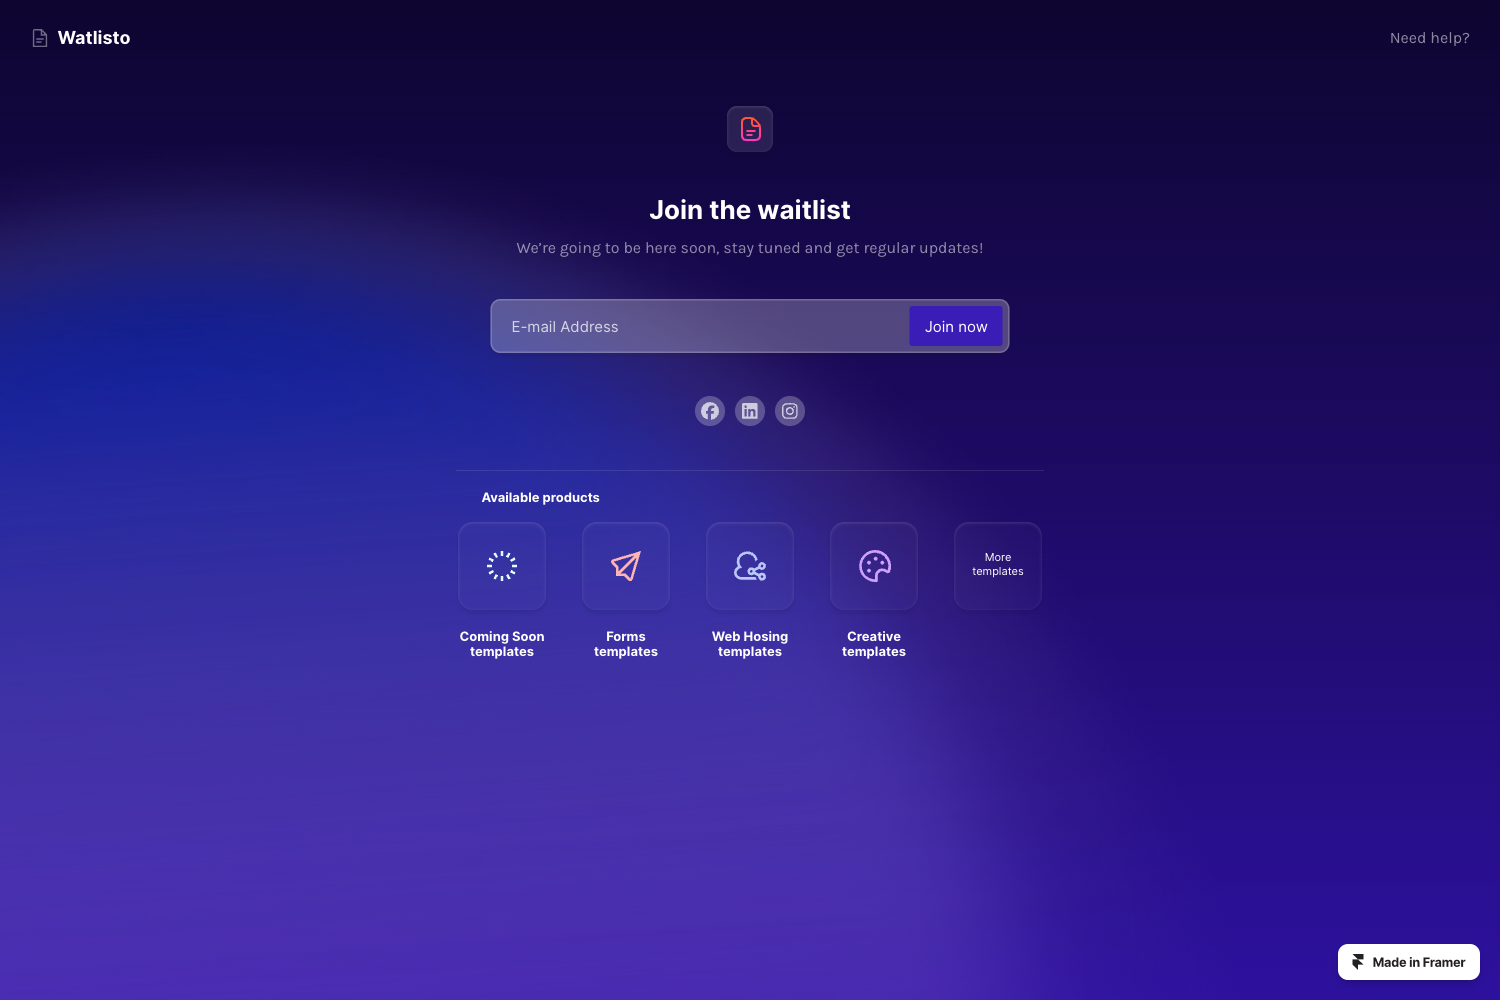 Watlisto
Need help?
Join the waitlist
We’re going to be here soon, stay tuned and get regular updates!
E-mail Address
Join now
Available products
Coming Soon
templates
Forms
templates
Web Hosing
templates
Creative
templates
More
templates
Made in Framer